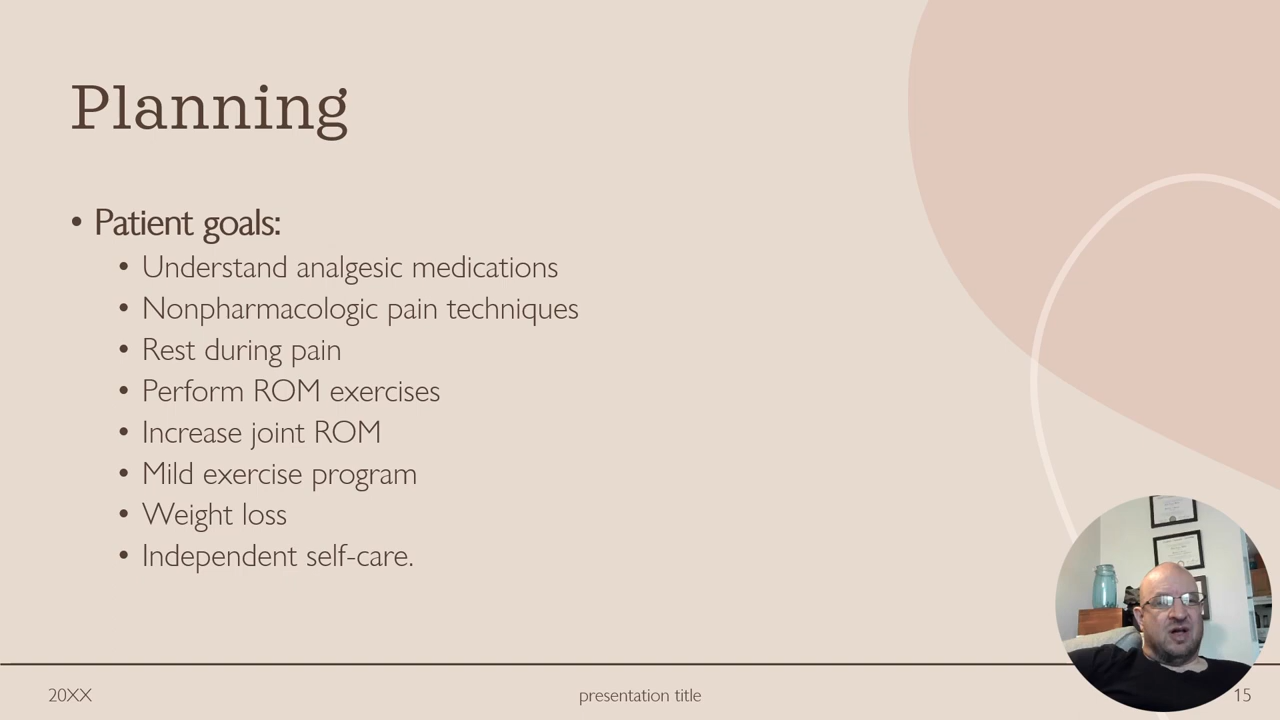 Planning
• Patient goals:
• Understand analgesic medications
• Nonpharmacologic pain techniques
• Rest during pain
• Perform ROM exercises
• Increase joint ROM
• Mild exercise program
• Weight loss
• Independent self-care.
20XX
presentation title
15